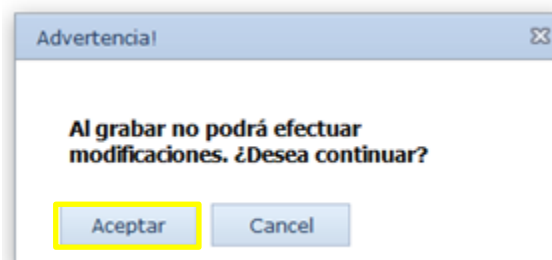 Advertencia!
Al grabar no podrá efectuar
modificaciones. ¿Desea continuar?
Aceptar Cancel